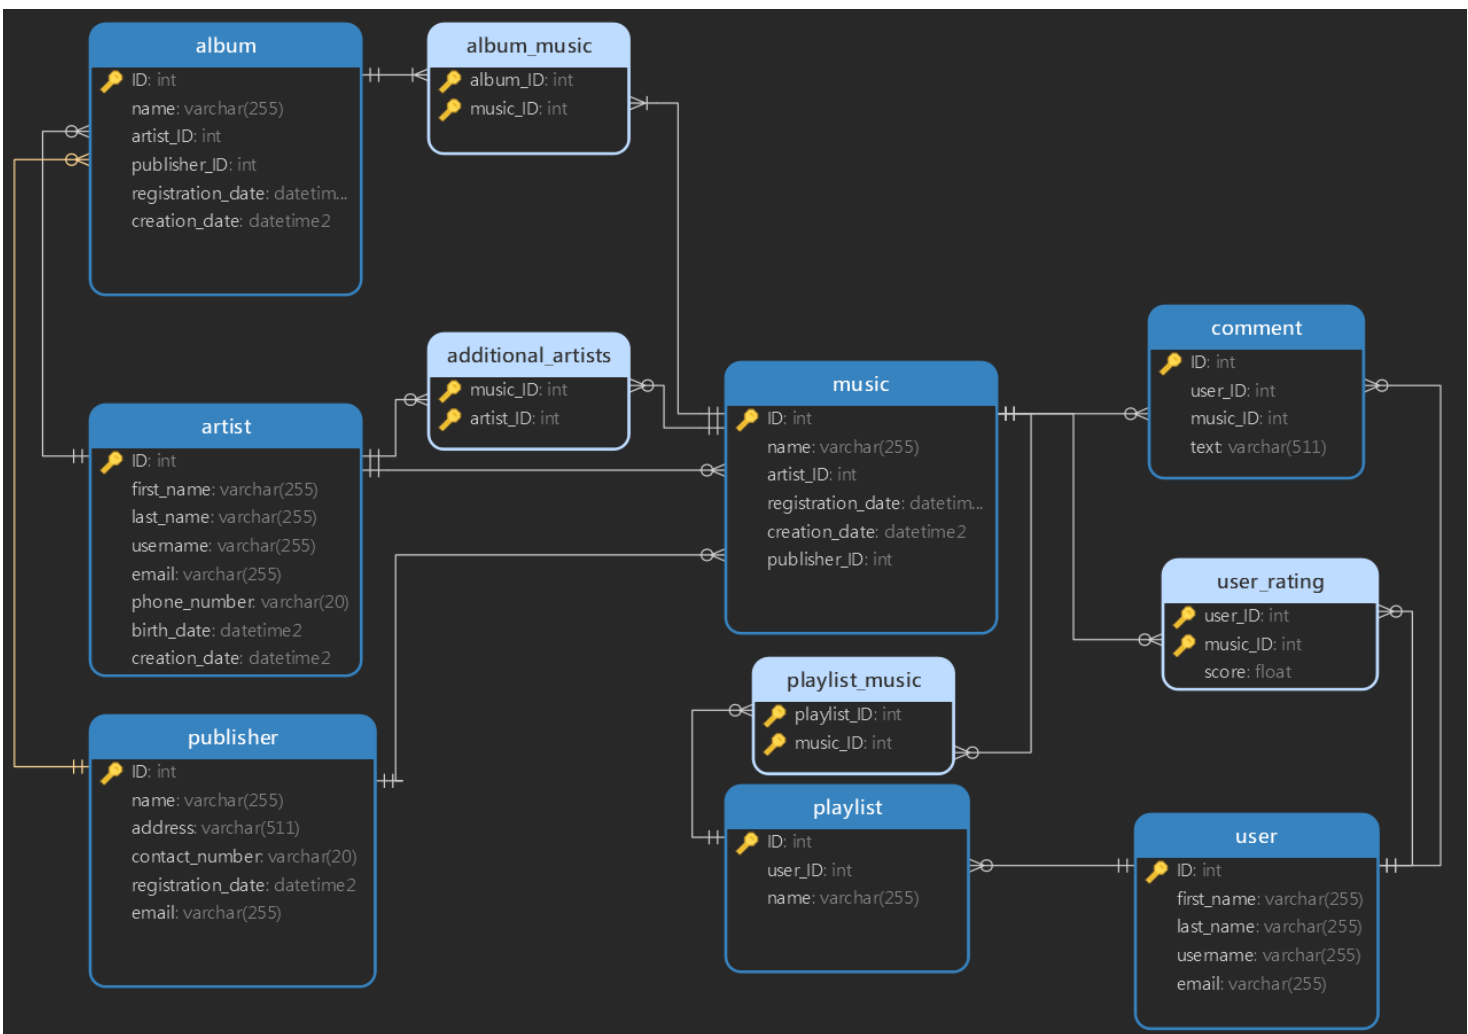 album
ID: int
name: varchar(255)
artist_ID: int
publisher_ID: int
registration_date: datetim...
creation_date: datetime2
album_music
album_ID: int
music_ID: int
additional_artists
music_ID: int
artist_ID: int
artist
ID: int
first_name: varchar(255)
last_name: varchar(255)
username: varchar(255)
email: varchar(255)
phone_number: varchar(20)
birth_date: datetime2
creation_date: datetime2
music
ID: int
name: varchar(255)
artist_ID: int
registration_date: datetim...
creation_date: datetime2
publisher_ID: int
comment
ID: int
user_ID: int
music_ID: int
text: varchar(511)
user_rating
user_ID: int
music_ID: int
score: float
publisher
ID: int
name: varchar(255)
address: varchar(511)
contact_number: varchar(20)
registration_date: datetime2
email: varchar(255)
playlist_music
playlist_ID: int
music_ID: int
playlist
ID: int
user_ID: int
name: varchar(255)
user
ID: int
first_name: varchar(255)
last_name: varchar(255)
username: varchar(255)
email: varchar(255)